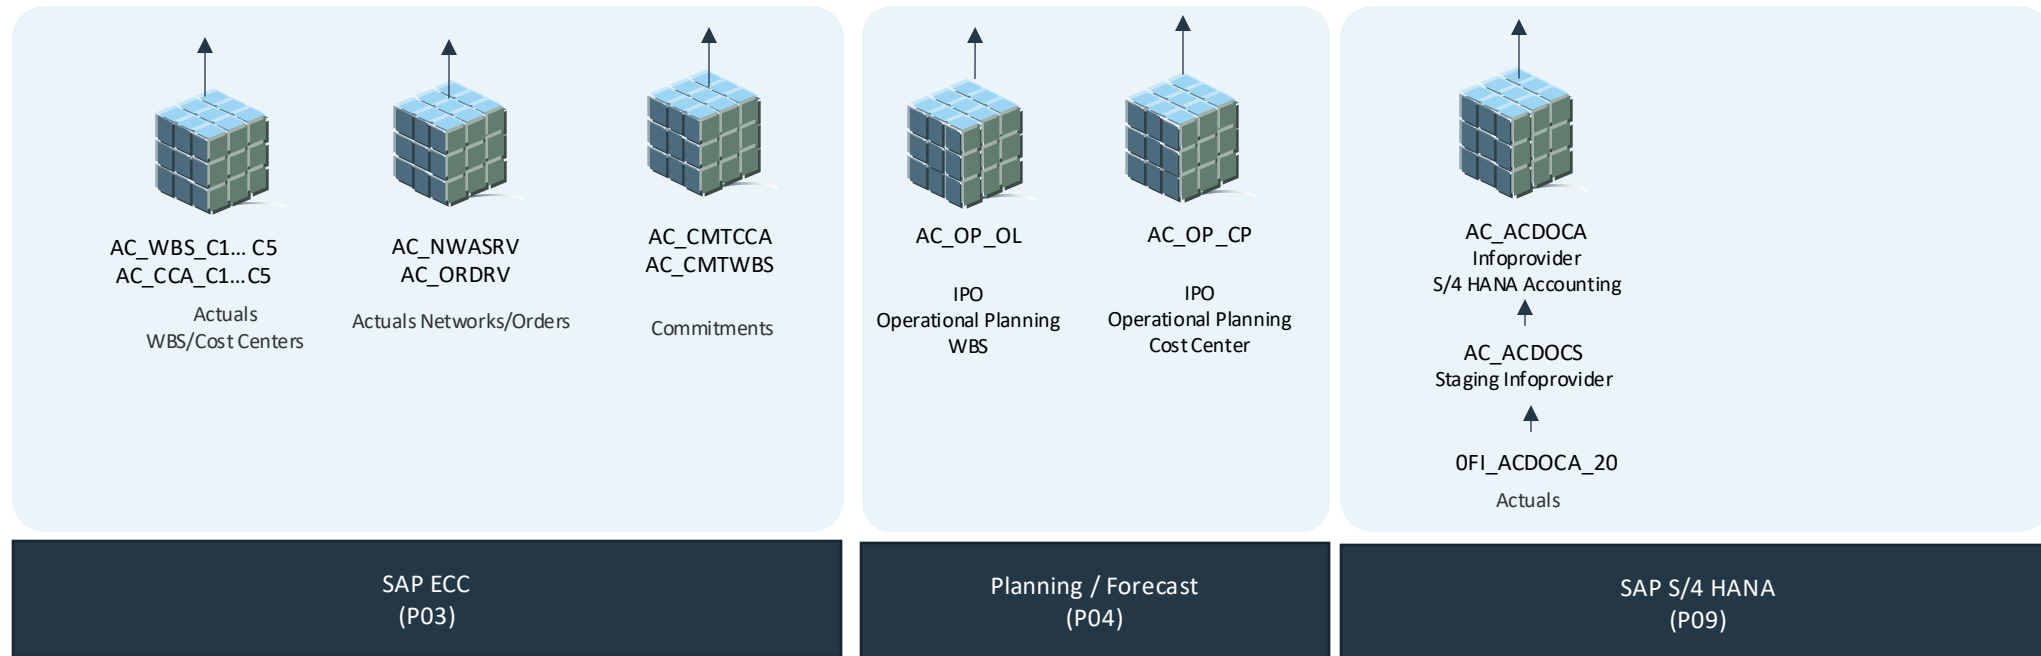 AC_WBS_C1... C5
AC_CCA_C1...C5
Actuals
WBS/Cost Centers
AC_NWASRV
AC_ORDRV
Actuals Networks/Orders
AC_CMTCCA
AC_CMTWBS
Commitments
SAP ECC
(P03)
AC_OP_OL
IPO
Operational Planning
WBS
AC_OP_CP
IPO
Operational Planning
Cost Center
Planning / Forecast
(P04)
AC_ACDOCA
Infoprovider
S/4 HANA Accounting
AC_ACDOCS
Staging Infoprovider
0FI_ACDOCA_20
Actuals
SAP S/4 HANA
(P09)